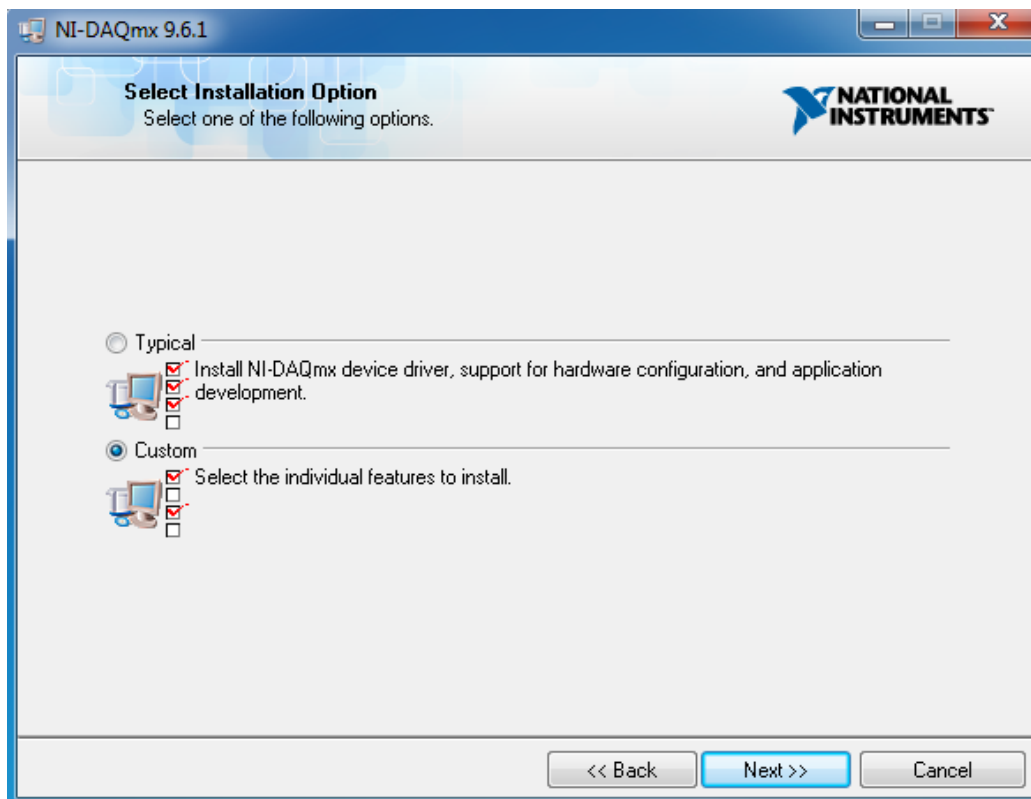 NI-DAQmx 9.6.1
Select Installation Option
Select one of the following options.
NATIONAL
INSTRUMENTS™
Typical
Install NI-DAQmx device driver, support for hardware configuration, and application
development.
Custom
Select the individual features to install.
<< Back
Next >>
Cancel